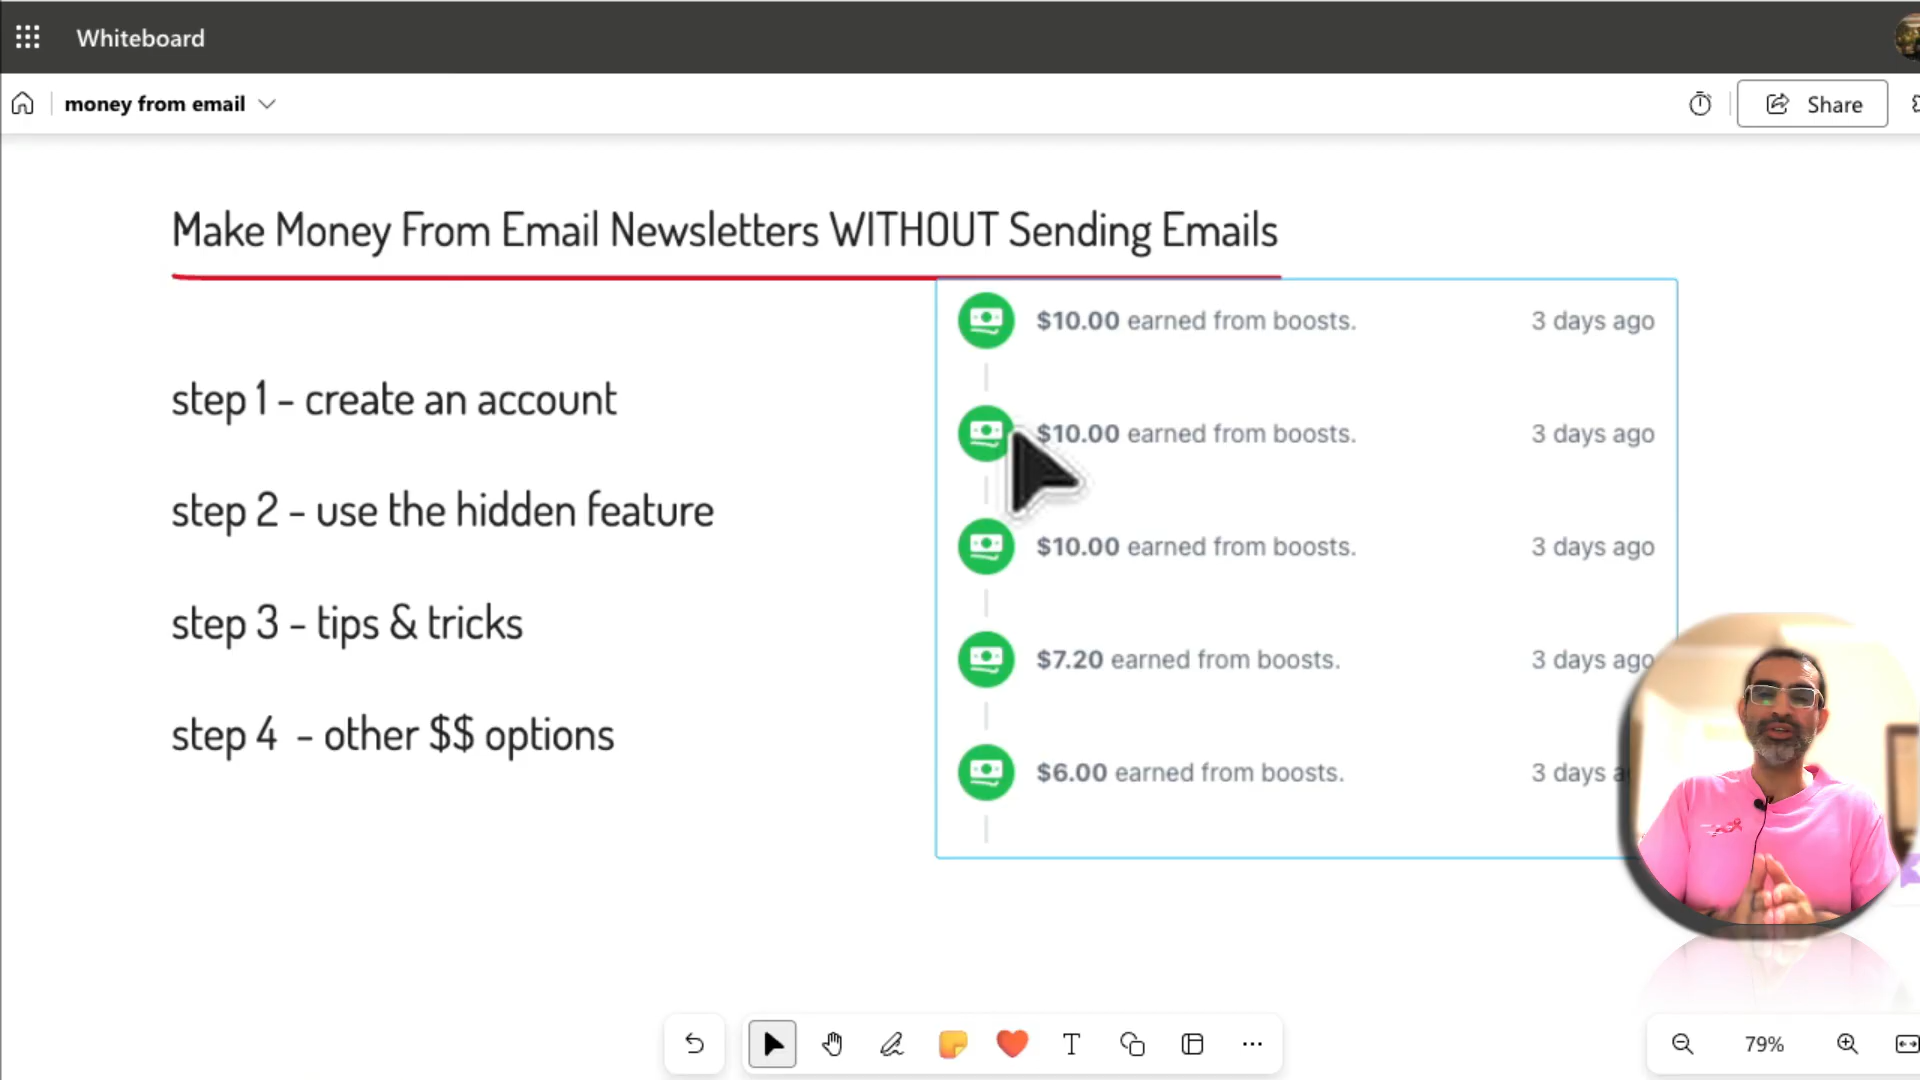 Whiteboard
money from email
Share
Make Money From Email Newsletters WITHOUT Sending Emails
step 1 - create an account
step 2 - use the hidden feature
step 3 - tips & tricks
step 4 - other $$ options
$10.00 earned from boosts. 3 days ago
$10.00 earned from boosts. 3 days ago
$10.00 earned from boosts. 3 days ago
$7.20 earned from boosts. 3 days ago
$6.00 earned from boosts. 3 days
79%